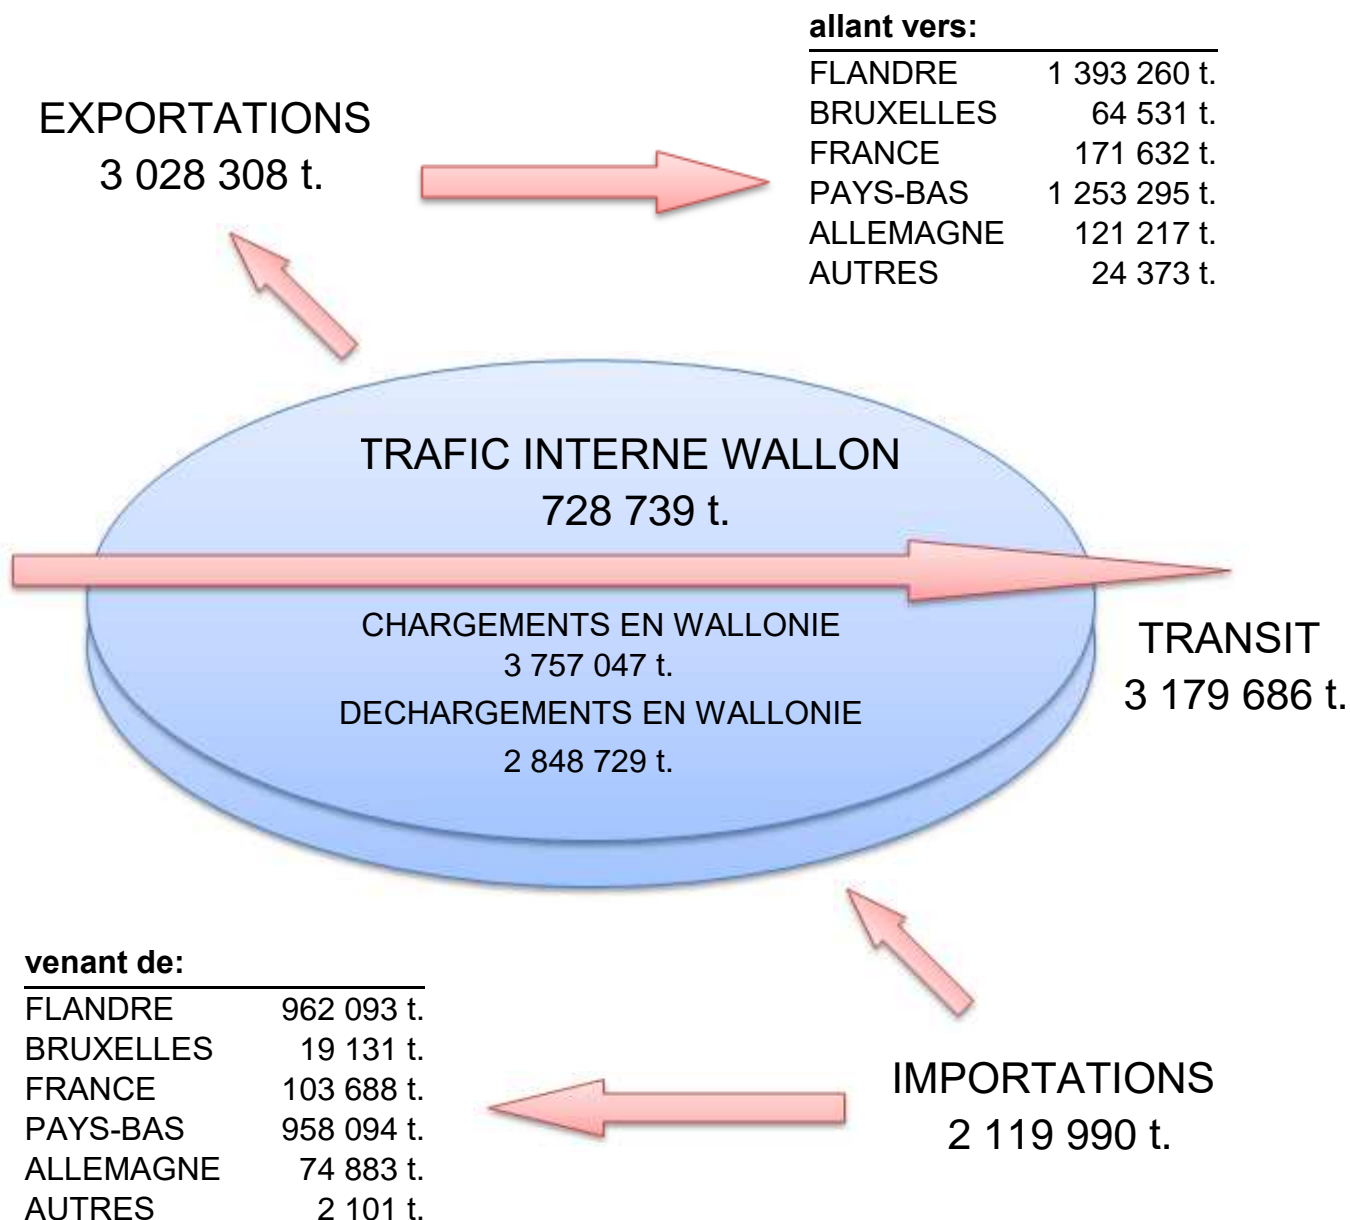 allant vers:
FLANDRE 1 393 260 t.
BRUXELLES 64 531 t.
FRANCE 171 632 t.
PAYS-BAS 1 253 295 t.
ALLEMAGNE 121 217 t.
AUTRES 24 373 t.
EXPORTATIONS
3 028 308 t.
TRAFIC INTERNE WALLON
728 739 t.
CHARGEMENTS EN WALLONIE
3 757 047 t.
DECHARGEMENTS EN WALLONIE
2 848 729 t.
TRANSIT
3 179 686 t.
venant de:
FLANDRE 962 093 t.
BRUXELLES 19 131 t.
FRANCE 103 688 t.
PAYS-BAS 958 094 t.
ALLEMAGNE 74 883 t.
AUTRES 2 101 t.
IMPORTATIONS
2 119 990 t.